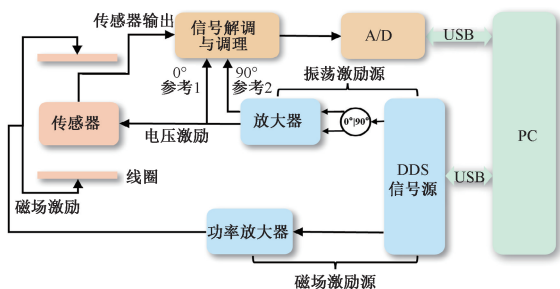 传感器输出
信号解调
与调理
A/D
USB
0°
参考1
90°
参考2
振荡激励源
传感器
电压激励
放大器
0°|90°
PC
DDS
信号源
USB
线圈
磁场激励
功率放大器
磁场激励源